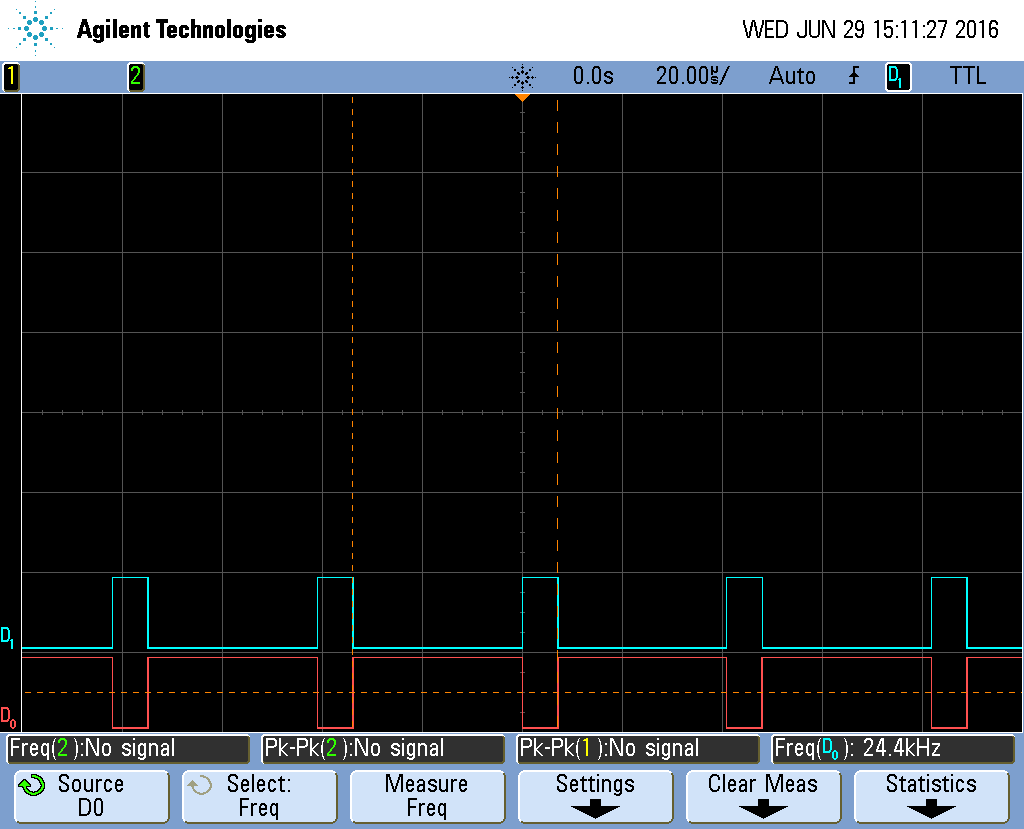 Agilent Technologies
WED JUN 29 15:11:27 2016
1 2 0.0s 20.00µs/ Auto D1 TTL
D1
D0
Freq(2):No signal
Pk-Pk(2):No signal
Pk-Pk(1):No signal
Freq(D0): 24.4kHz
Source
D0
Select:
Freq
Measure
Freq
Settings
Clear Meas
Statistics